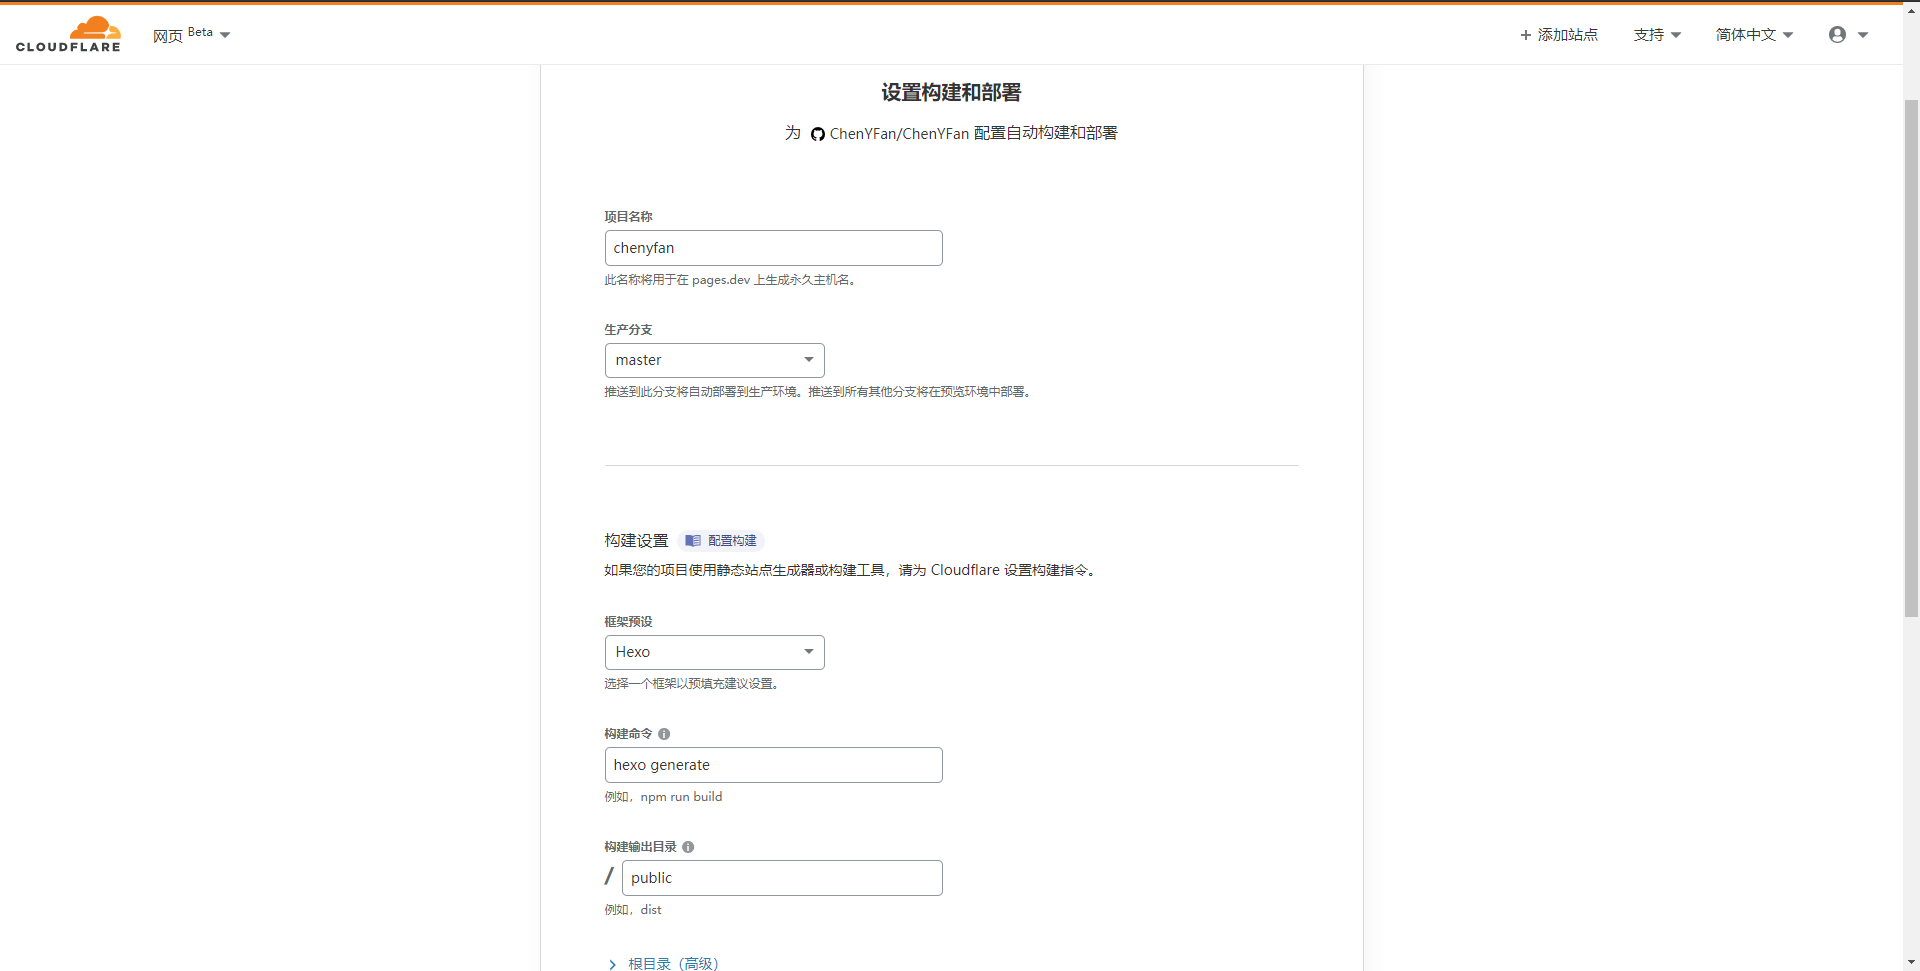 CLOUDFLARE
网页 Beta
+ 添加站点
支持
简体中文
设置构建和部署
为 ChenYFan/ChenYFan 配置自动构建和部署
项目名称
chenyfan
此名称将用于在 pages.dev 上生成永久主机名。
生产分支
master
推送到此分支将自动部署到生产环境。推送到所有其他分支将在预览环境中部署。
构建设置 配置构建
如果您的项目使用静态站点生成器或构建工具，请为 Cloudflare 设置构建指令。
框架预设
Hexo
选择一个框架以预填充建议设置。
构建命令
hexo generate
例如，npm run build
构建输出目录
/ public
例如，dist
根目录（高级）